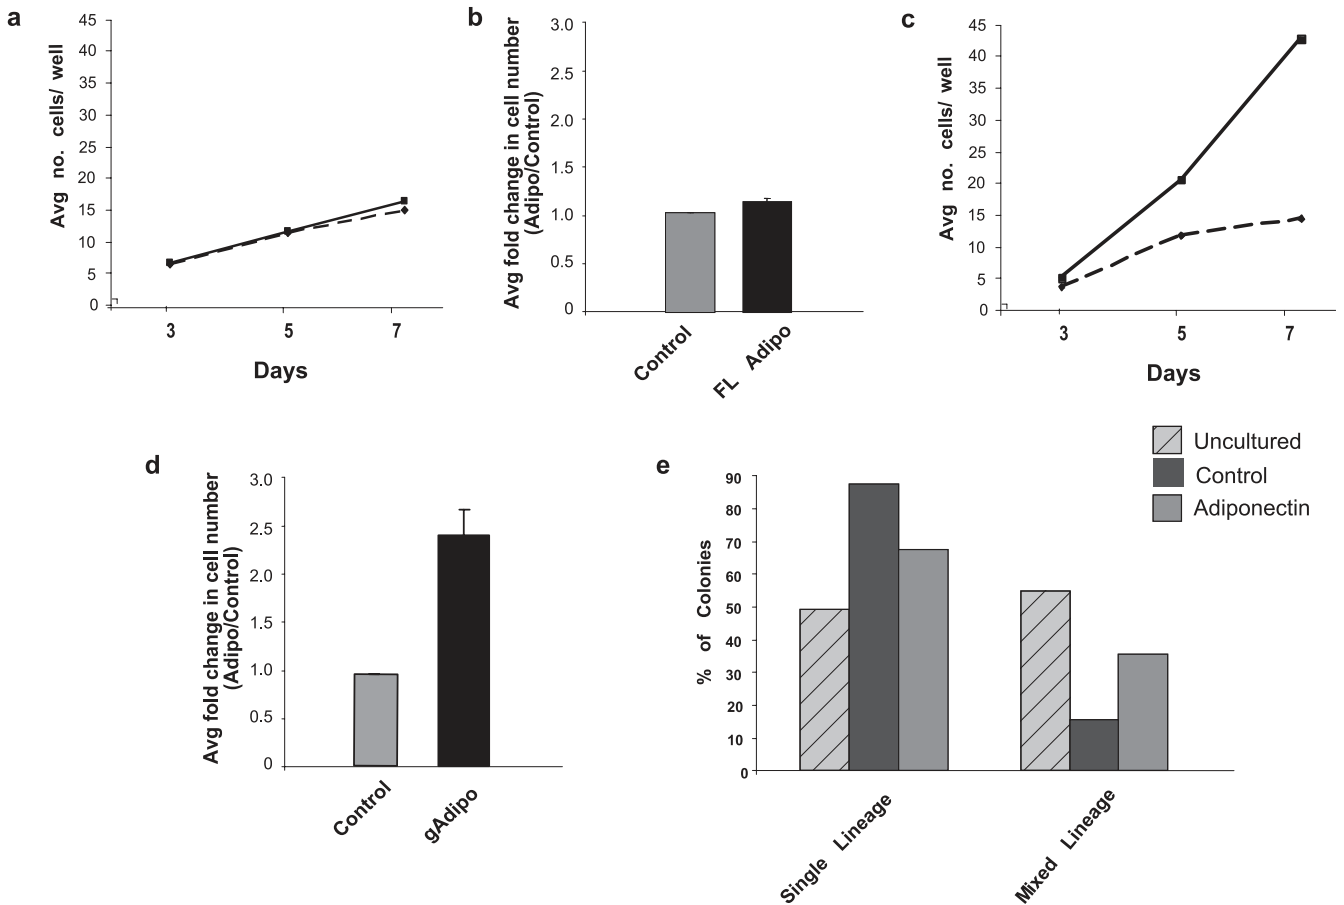 a
45
40
35
30
25
20
15
10
5
0
Avg no. cells/ well
3 5 7
Days
b
3.0
2.5
2.0
1.5
1.0
0.5
0
Avg fold change in cell number
(Adipo/Control)
Control
FL Adipo
c
45
40
35
30
25
20
15
10
5
0
Avg no. cells/ well
3 5 7
Days
d
3.0
2.5
2.0
1.5
1.0
0.5
0
Avg fold change in cell number
(Adipo/Control)
Control
gAdipo
e
90
80
70
60
50
40
30
20
10
0
% of Colonies
Single Lineage
Mixed Lineage
Uncultured
Control
Adiponectin